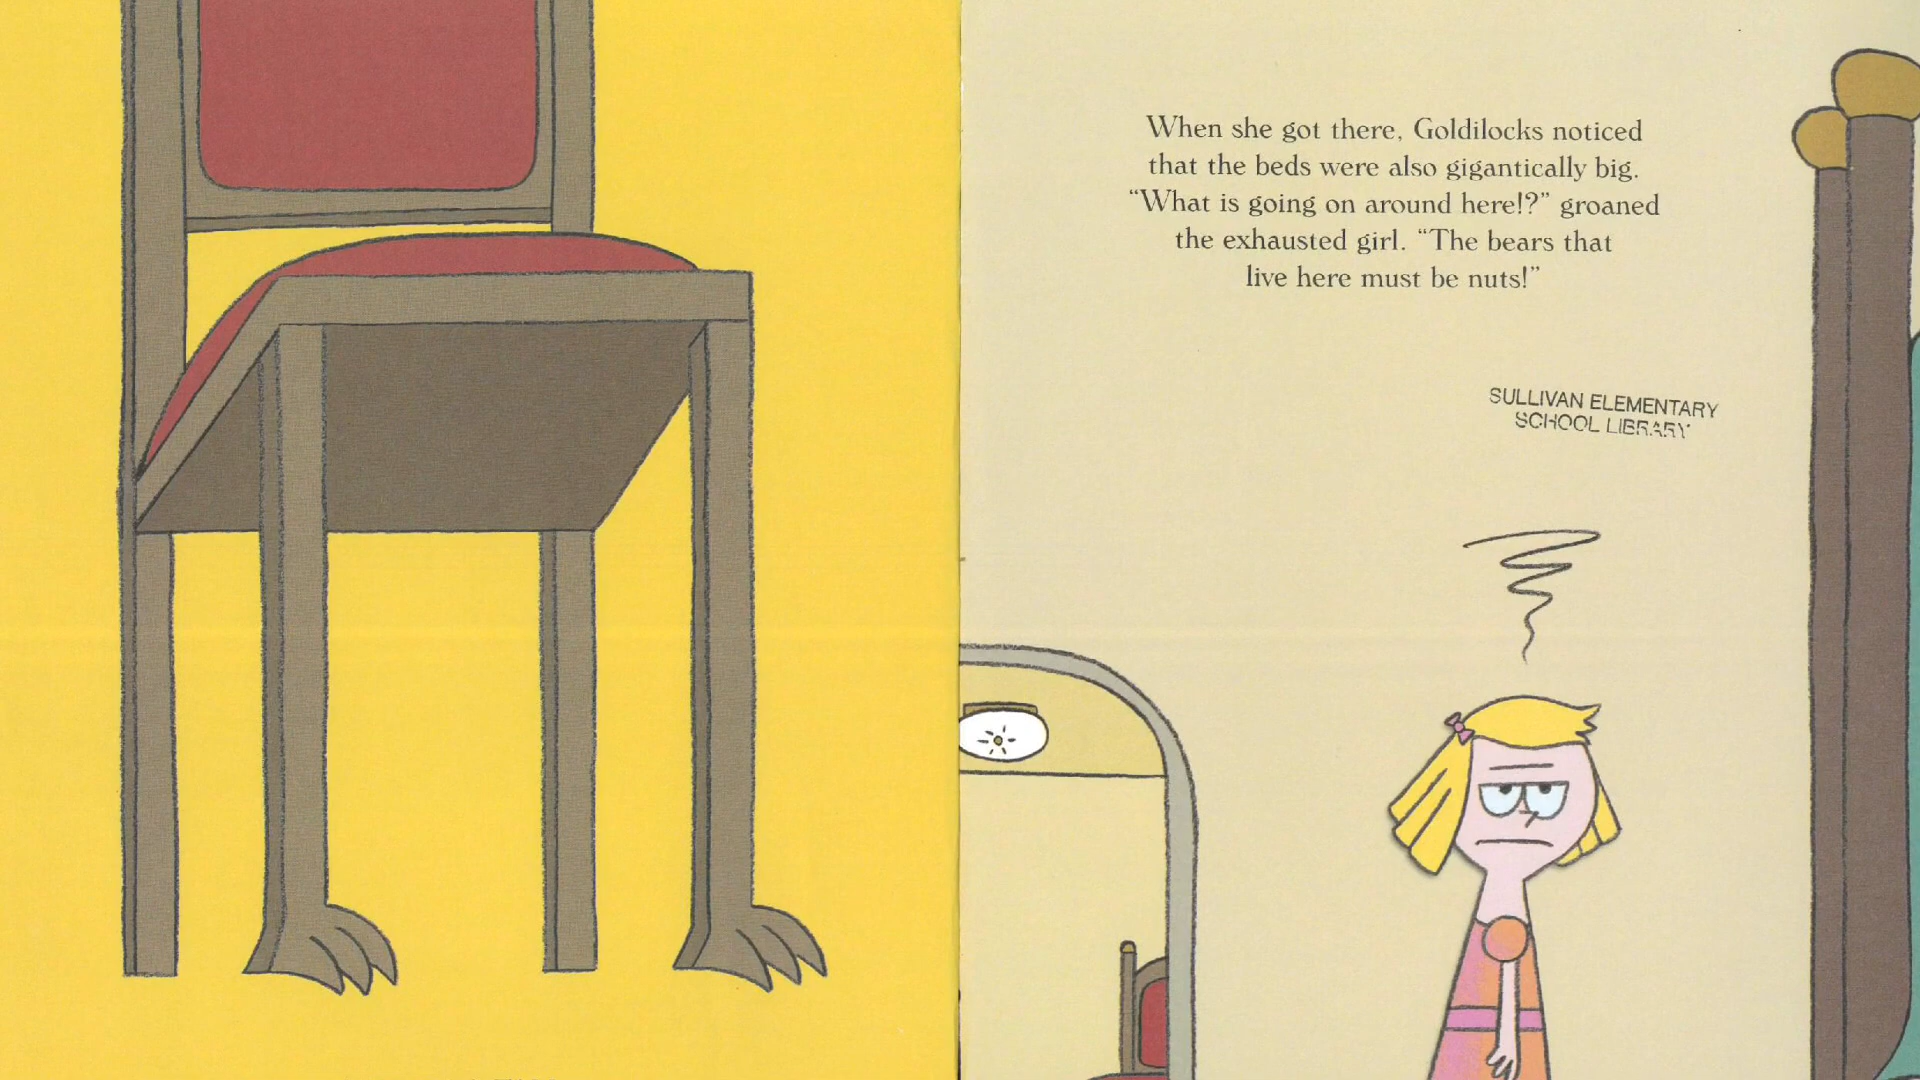 When she got there, Goldilocks noticed
that the beds were also gigantically big.
“What is going on around here!?” groaned
the exhausted girl. “The bears that
live here must be nuts!”
SULLIVAN ELEMENTARY
SCHOOL LIBRARY